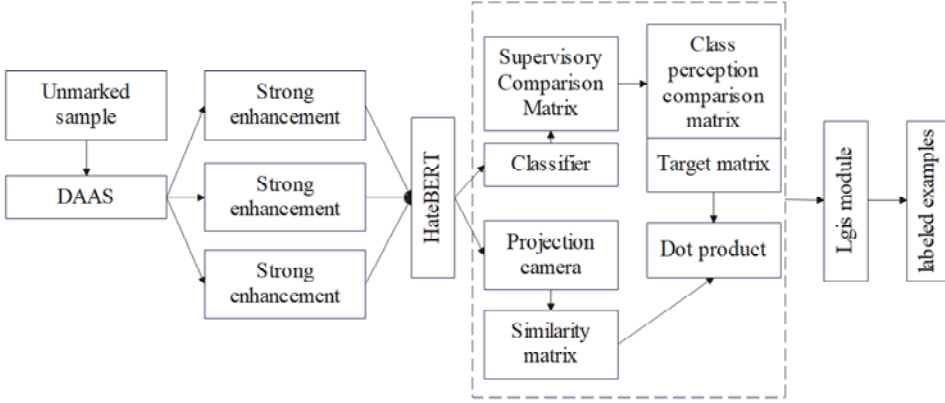 Unmarked
sample
DAAS
Strong
enhancement
Strong
enhancement
Strong
enhancement
HateBERT
Supervisory
Comparison
Matrix
Classifier
Projection
camera
Similarity
matrix
Class
perception
comparison
matrix
Target matrix
Dot product
Lgis module
labeled examples